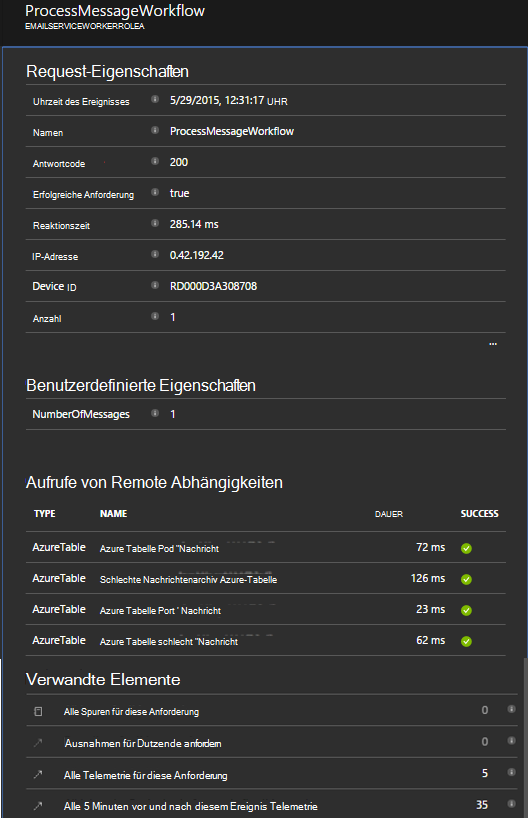 ProcessMessageWorkflow
EMAILSERVICEWORKERROLEA
Request-Eigenschaften
Uhrzeit des Ereignisses 5/29/2015, 12:31:17 UHR
Namen ProcessMessageWorkflow
Antwortcode 200
Erfolgreiche Anforderung true
Reaktionszeit 285.14 ms
IP-Adresse 0.42.192.42
Device ID RD000D3A308708
Anzahl 1
...
Benutzerdefinierte Eigenschaften
NumberOfMessages 1
Aufrufe von Remote Abhängigkeiten
TYPE NAME DAUER SUCCESS
AzureTable Azure Tabelle Pod "Nachricht 72 ms
AzureTable Schlechte Nachrichtenarchiv Azure-Tabelle 126 ms
AzureTable Azure Tabelle Port ' Nachricht 23 ms
AzureTable Azure Tabelle schlecht "Nachricht 62 ms
Verwandte Elemente
Alle Spuren für diese Anforderung 0
Ausnahmen für Dutzende anfordern 0
Alle Telemetrie für diese Anforderung 5
Alle 5 Minuten vor und nach diesem Ereignis Telemetrie 35